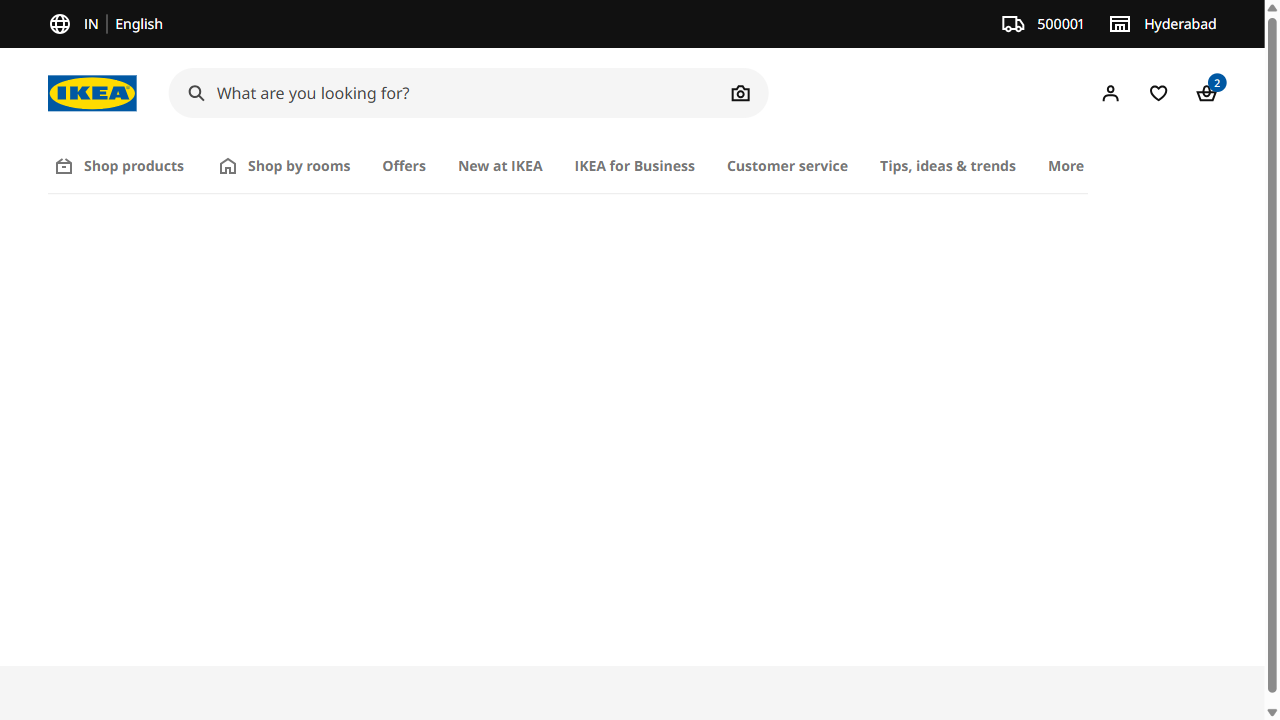 IN English
500001
Hyderabad
IKEA
What are you looking for?
2
Shop products
Shop by rooms
Offers
New at IKEA
IKEA for Business
Customer service
Tips, ideas & trends
More